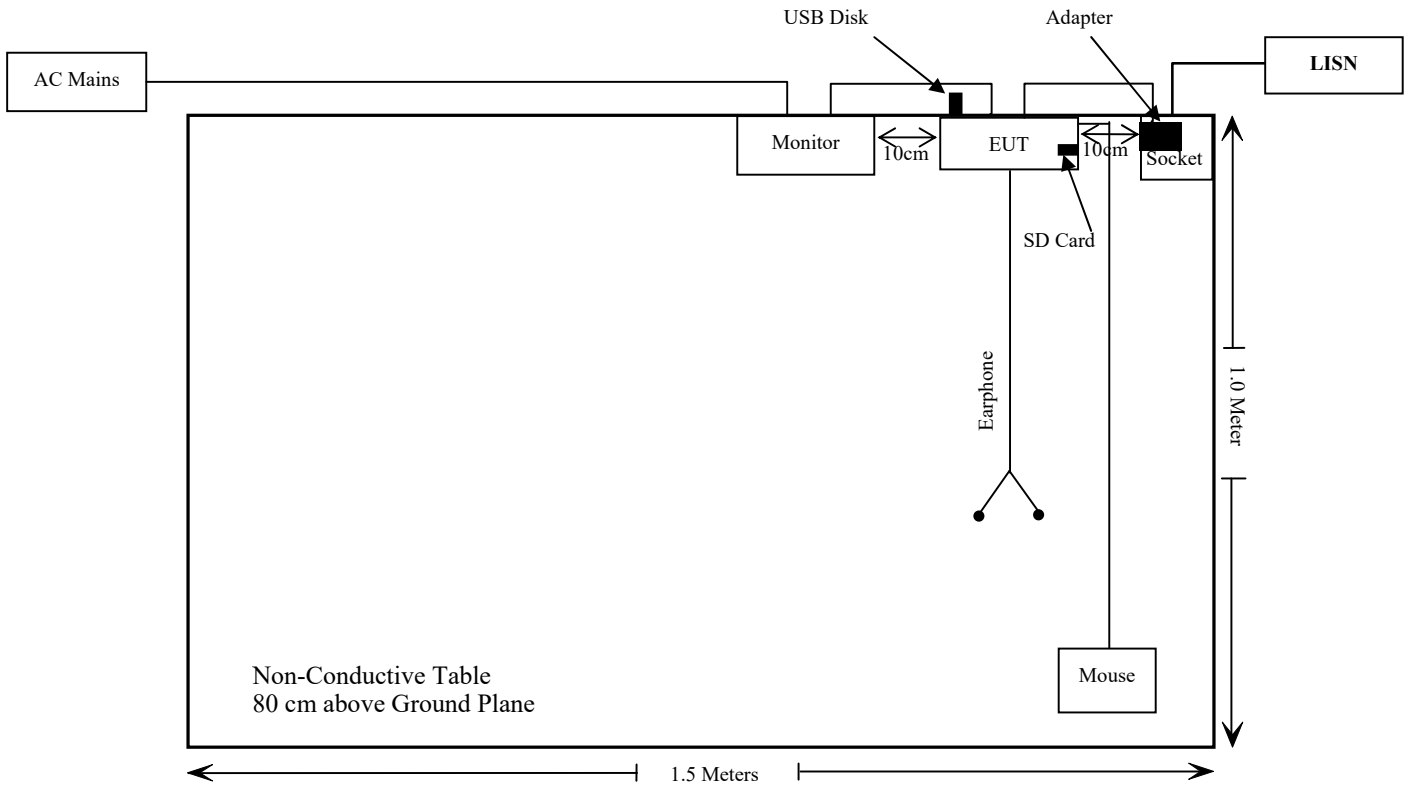 USB Disk
Adapter
AC Mains
LISN
Monitor
10cm
EUT
10cm
Socket
SD Card
Earphone
1.0 Meter
Non-Conductive Table
80 cm above Ground Plane
Mouse
1.5 Meters